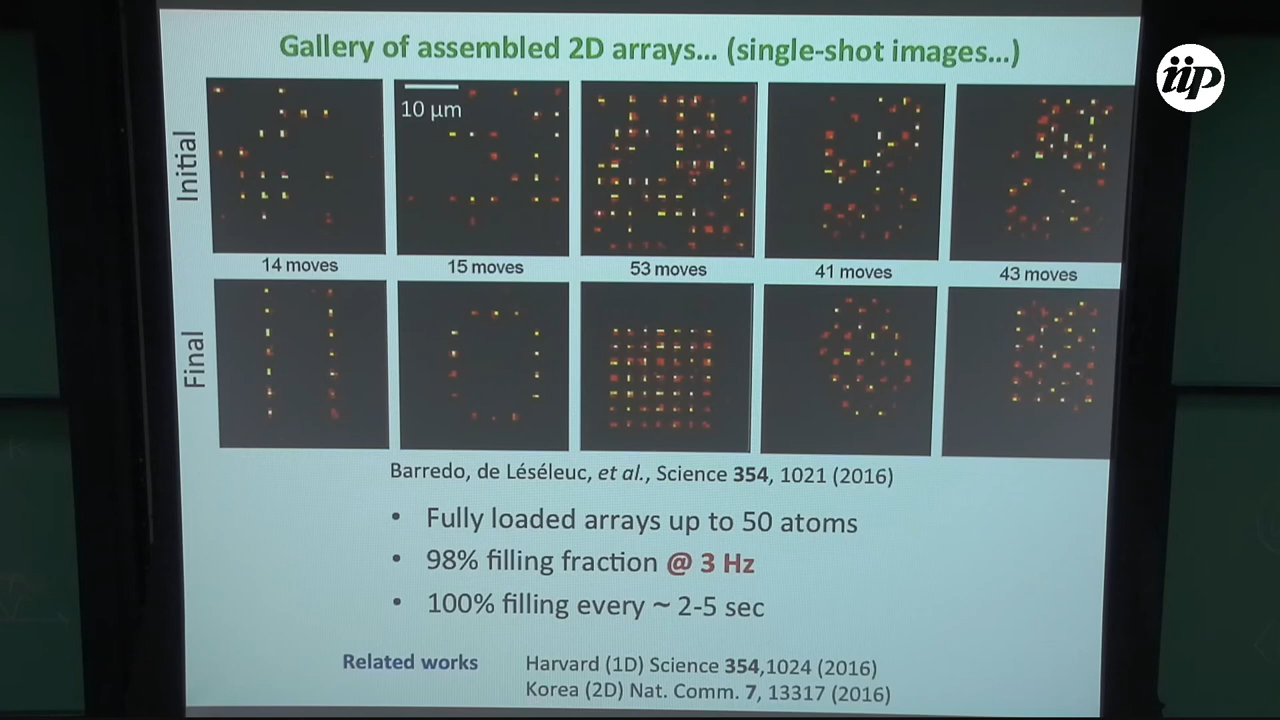 Gallery of assembled 2D arrays... (single-shot images...)
iip
Initial
10 μm
14 moves
15 moves
53 moves
41 moves
43 moves
Final
Barredo, de Léséleuc, et al., Science 354, 1021 (2016)
• Fully loaded arrays up to 50 atoms
• 98% filling fraction @ 3 Hz
• 100% filling every ~ 2-5 sec
Related works
Harvard (1D) Science 354,1024 (2016)
Korea (2D) Nat. Comm. 7, 13317 (2016)